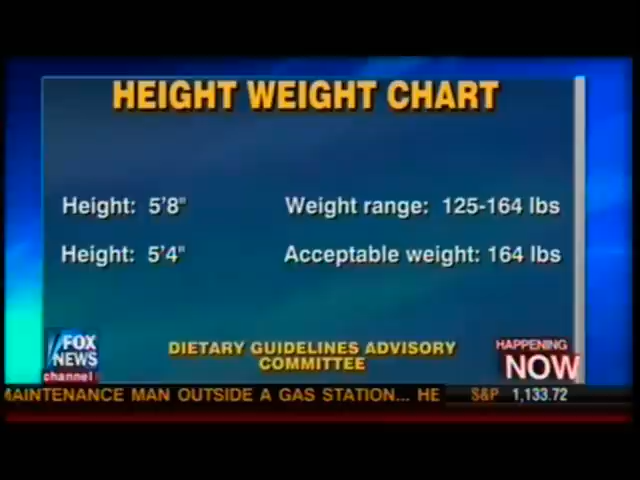 HEIGHT WEIGHT CHART
Height: 5'8" Weight range: 125-164 lbs
Height: 5'4" Acceptable weight: 164 lbs
FOX
NEWS
channel
DIETARY GUIDELINES ADVISORY
COMMITTEE
HAPPENING
NOW
MAINTENANCE MAN OUTSIDE A GAS STATION... HE S&P 1,133.72